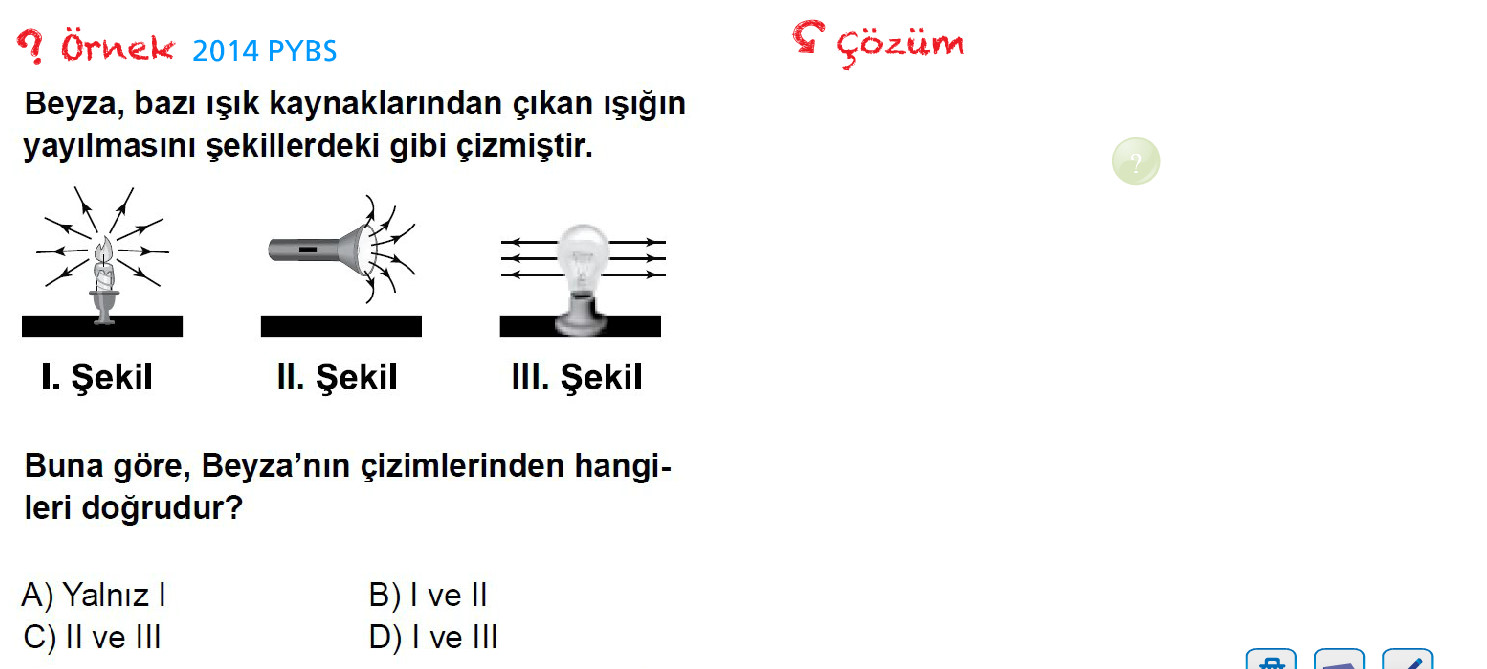 ? Örnek 2014 PYBS
Beyza, bazı ışık kaynaklarından çıkan ışığın
yayılmasını şekillerdeki gibi çizmiştir.
I. Şekil II. Şekil III. Şekil
Buna göre, Beyza’nın çizimlerinden hangi-
leri doğrudur?
A) Yalnız I B) I ve II
C) II ve III D) I ve III
Çözüm
?